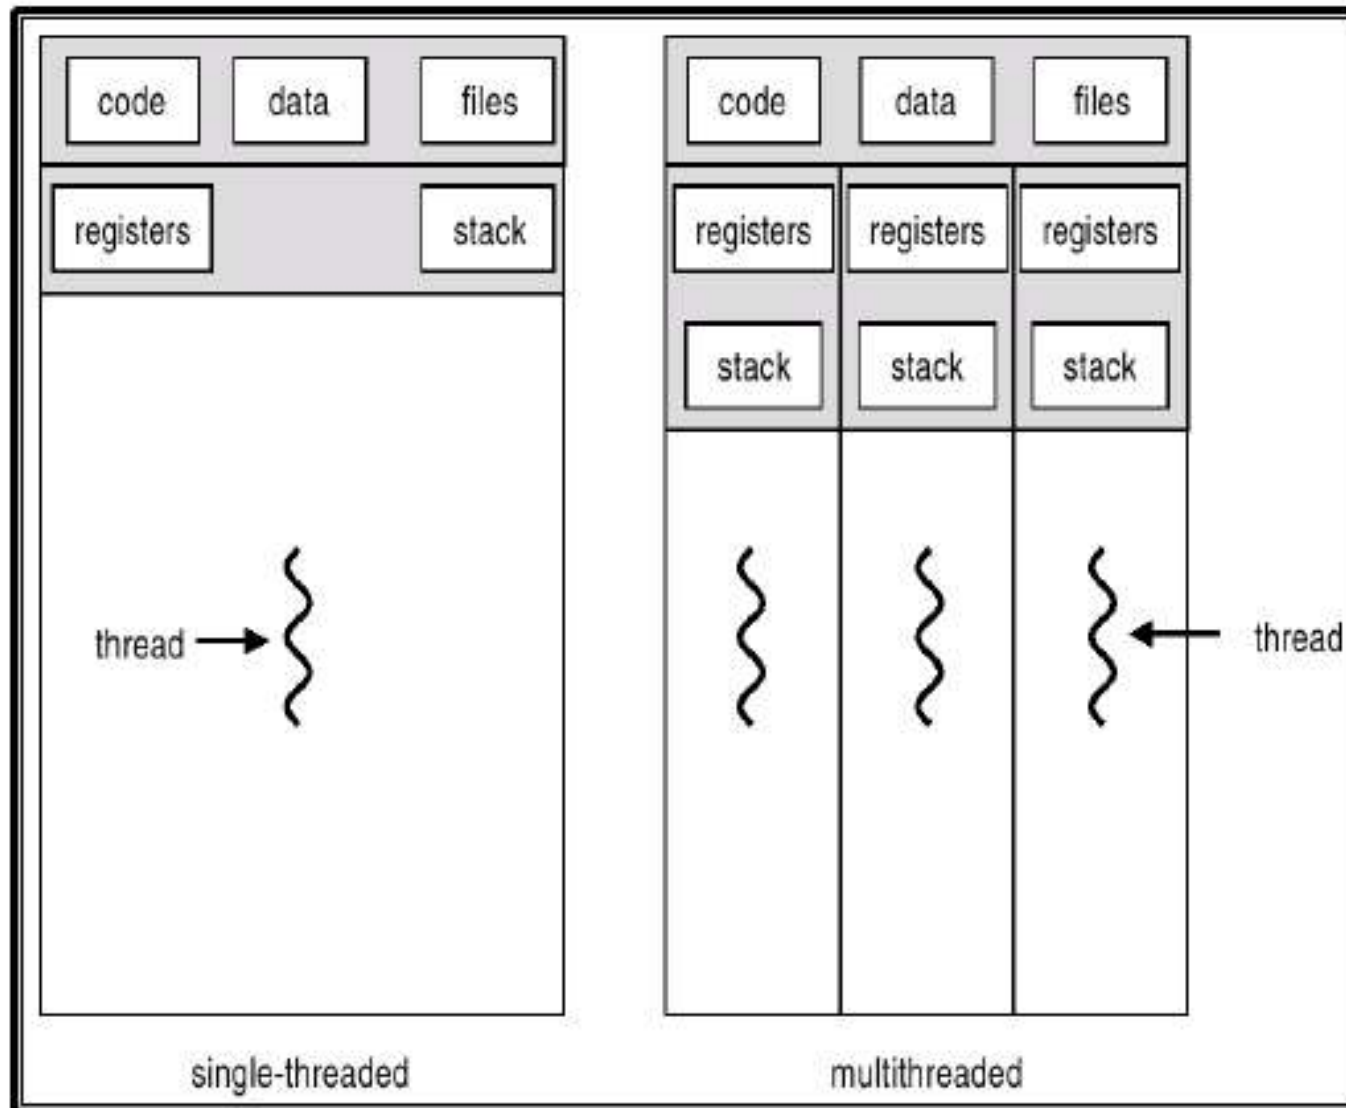 code data files
registers stack
thread
single-threaded
code data files
registers registers registers
stack stack stack
thread
multithreaded